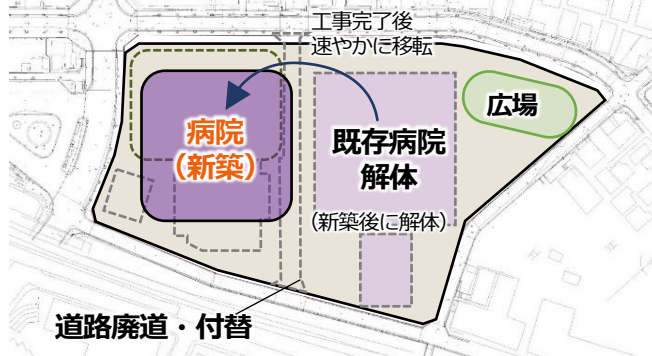 工事完了後
速やかに移転
広場
病院
（新築）
既存病院
解体
（新築後に解体）
道路廃道・付替